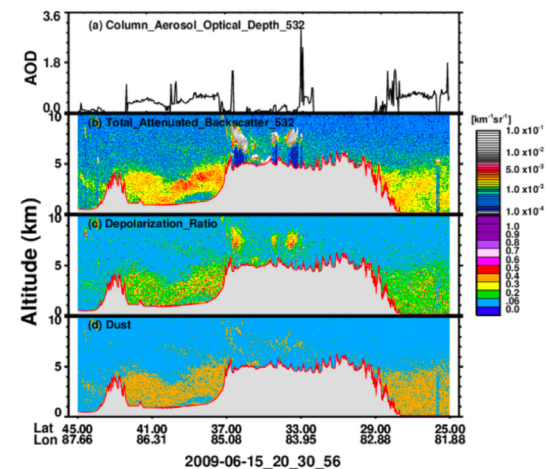 3.6
(a) Column_Aerosol_Optical_Depth_532
AOD
1.8
0.0
10
(b) Total_Attenuated_Backscatter_532
5
[km⁻¹sr⁻¹]
1.0 x10⁻¹
1.0 x10⁻²
5.0 x10⁻³
1.0 x10⁻³
1.0 x10⁻⁴
Altitude (km)
0
10
(c) Depolarization_Ratio
5
1.0
0.9
0.8
0.7
0.6
0.5
0.4
0.3
0.2
.06
0.0
0
10
(d) Dust
5
0
Lat 45.00 41.00 37.00 33.00 29.00 25.00
Lon 87.66 86.31 85.08 83.95 82.88 81.88
2009-06-15_20_30_56